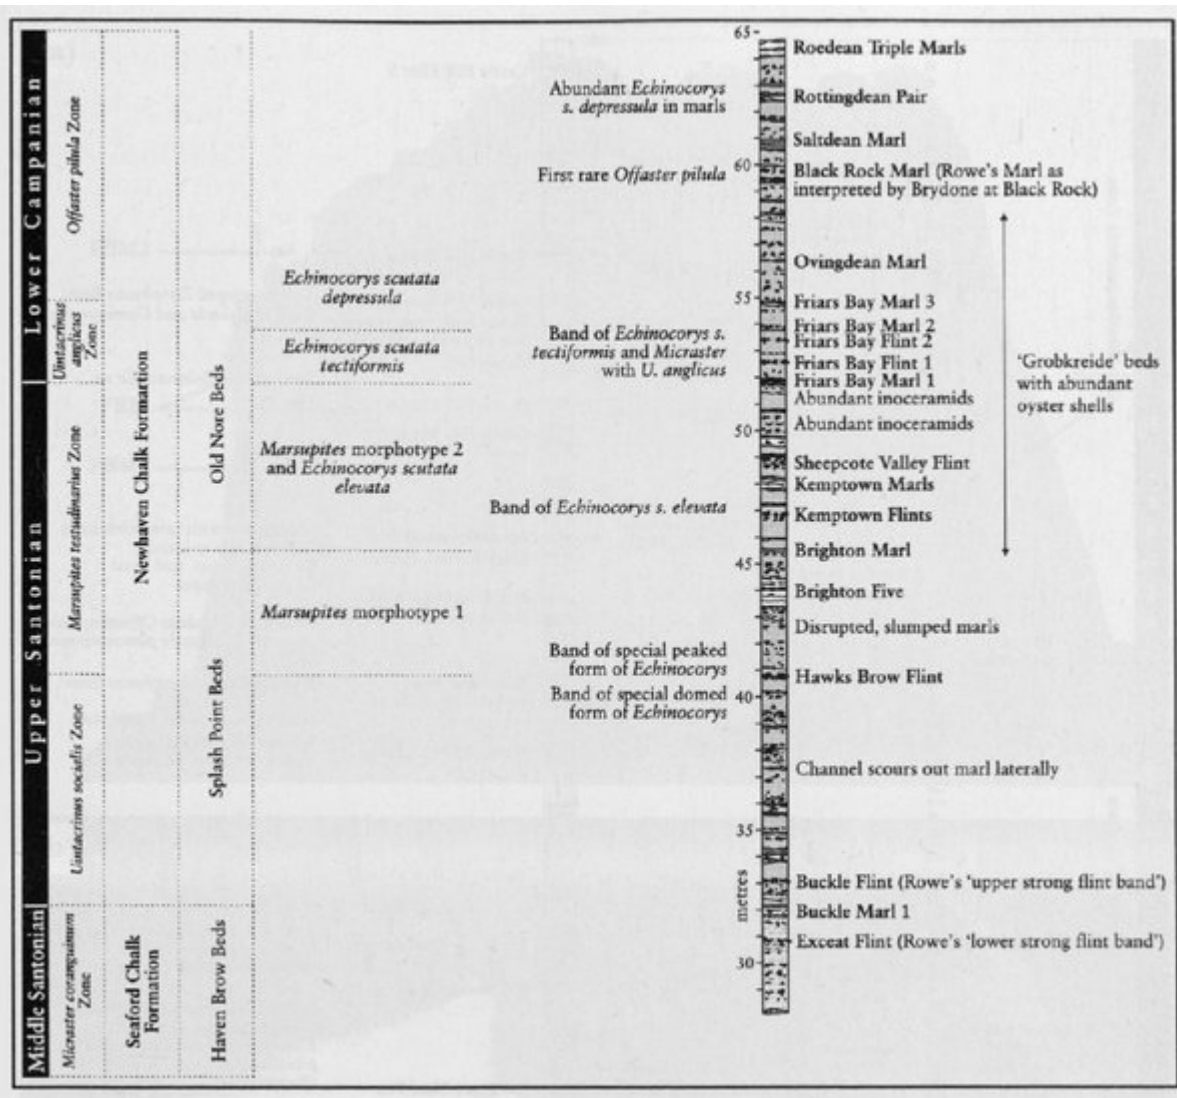 Lower Campanian
Upper Santonian
Middle Santonian
Offaster pilula Zone
Uintacrinus
anglicus
Zone
Marsupites testudinarius Zone
Uintacrinus socialis Zone
Micraster coranguinum
Zone
Newhaven Chalk Formartion
Seaford Chalk
Formation
Old Nore Beds
Splash Point Beds
Haven Brow Beds
Echinocorys scutata
depressula
Echinocorys scutata
tectiformis
Marsupites morphotype 2
and Echinocorys scutata
elevata
Marsupites morphotype 1
Abundant Echinocorys
s. depressula in marls
First rare Offaster pilula
Band of Echinocorys s.
tectiformis and Micraster
with U. anglicus
Band of Echinocorys s. elevata
Band of special peaked
form of Echinocorys
Band of special domed
form of Echinocorys
65
60
55
50
45
40
35
metres
30
Roedean Triple Marls
Rottingdean Pair
Saltdean Marl
Black Rock Marl (Rowe's Marl as
interpreted by Brydone at Black Rock)
Ovingdean Marl
Friars Bay Marl 3
Friars Bay Marl 2
Friars Bay Flint 2
Friars Bay Flint 1
Friars Bay Marl 1
Abundant inoceramids
Abundant inoceramids
Sheepcote Valley Flint
Kemptown Marls
Kemptown Flints
Brighton Marl
Brighton Five
Disrupted, slumped marls
Hawks Brow Flint
Channel scours out marl laterally
Buckle Flint (Rowe's 'upper strong flint band')
Buckle Marl 1
Exceat Flint (Rowe's 'lower strong flint band')
'Grobkreide' beds
with abundant
oyster shells